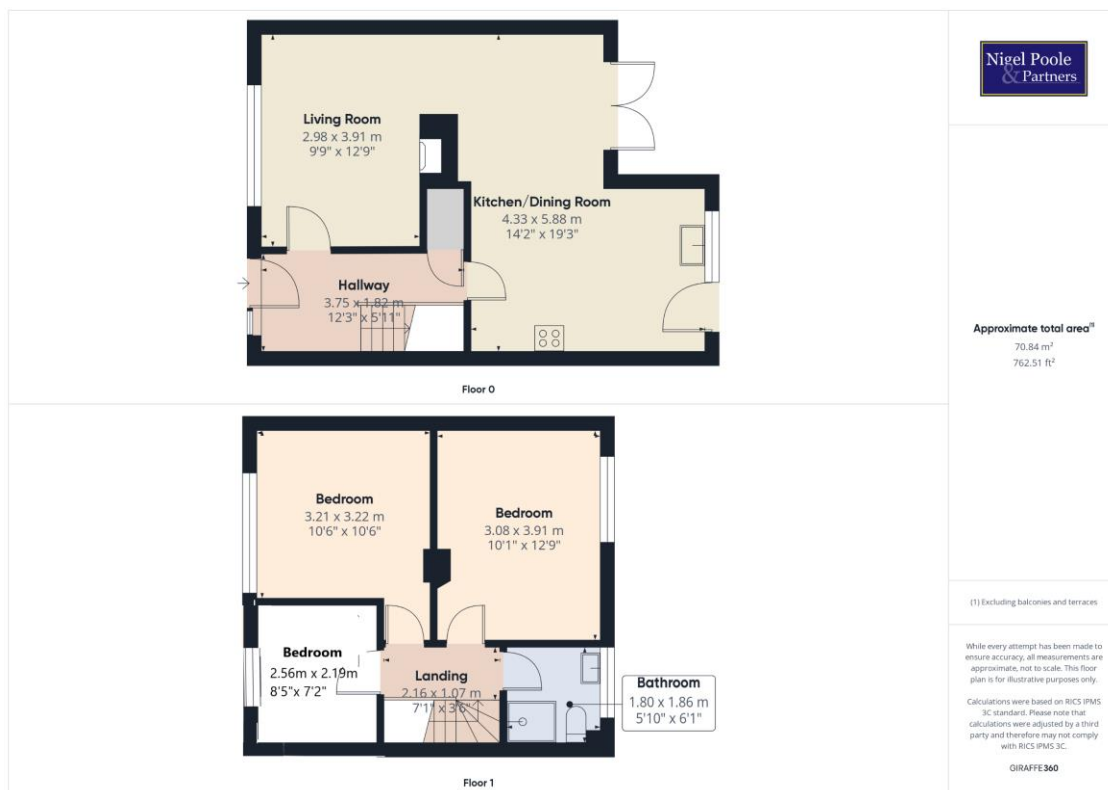 Living Room
2.98 x 3.91 m
9'9" x 12'9"
Kitchen/Dining Room
4.33 x 5.88 m
14'2" x 19'3"
Hallway
3.75 x 1.82 m
12'3" x 5'11"
Floor 0
Bedroom
3.21 x 3.22 m
10'6" x 10'6"
Bedroom
3.08 x 3.91 m
10'1" x 12'9"
Bedroom
2.56m x 2.19m
8'5"x 7'2"
Landing
2.16 x 1.07 m
7'1" x 3'6"
Bathroom
1.80 x 1.86 m
5'10" x 6'1"
Floor 1
Nigel Poole
& Partners
Approximate total area(1)
70.84 m²
762.51 ft²
(1) Excluding balconies and terraces
While every attempt has been made to
ensure accuracy, all measurements are
approximate, not to scale. This floor
plan is for illustrative purposes only.
Calculations were based on RICS IPMS
3C standard. Please note that
calculations were adjusted by a third
party and therefore may not comply
with RICS IPMS 3C.
GIRAFFE360